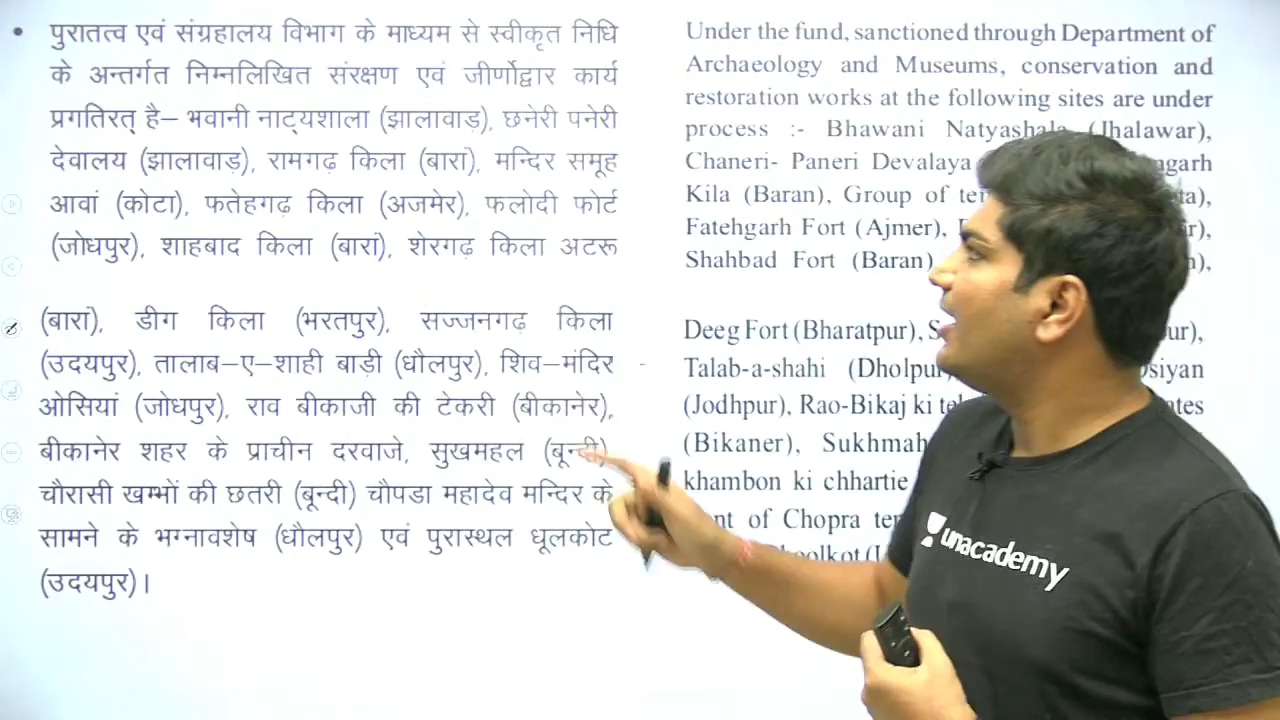 • पुरातत्व एवं संग्रहालय विभाग के माध्यम से स्वीकृत निधि
के अन्तर्गत निम्नलिखित संरक्षण एवं जीर्णोद्वार कार्य
प्रगतिरत् है– भवानी नाट्यशाला (झालावाड़), छनेरी पनेरी
देवालय (झालावाड़), रामगढ़ किला (बारां), मन्दिर समूह
आवां (कोटा), फतेहगढ़ किला (अजमेर), फलोदी फोर्ट
(जोधपुर), शाहबाद किला (बारां), शेरगढ़ किला अटरू
(बारां), डीग किला (भरतपुर), सज्जनगढ़ किला
(उदयपुर), तालाब–ए–शाही बाड़ी (धौलपुर), शिव–मंदिर
ओसियां (जोधपुर), राव बीकाजी की टेकरी (बीकानेर),
बीकानेर शहर के प्राचीन दरवाजे, सुखमहल (बून्दी)
चौरासी खम्भों की छतरी (बून्दी) चौपडा महादेव मन्दिर के
सामने के भग्नावशेष (धौलपुर) एवं पुरास्थल धूलकोट
(उदयपुर)।
Under the fund, sanctioned through Department of
Archaeology and Museums, conservation and
restoration works at the following sites are under
process :- Bhawani Natyashala (Jhalawar),
Chaneri- Paneri Devalaya
Kila (Baran), Group of
Fatehgarh Fort (Ajmer),
Shahbad Fort (Baran)
Deeg Fort (Bharatpur),
Talab-a-shahi (Dholpur)
(Jodhpur), Rao-Bikaj ki
(Bikaner),
khambon ki chhartie
of Chopra
unacademy